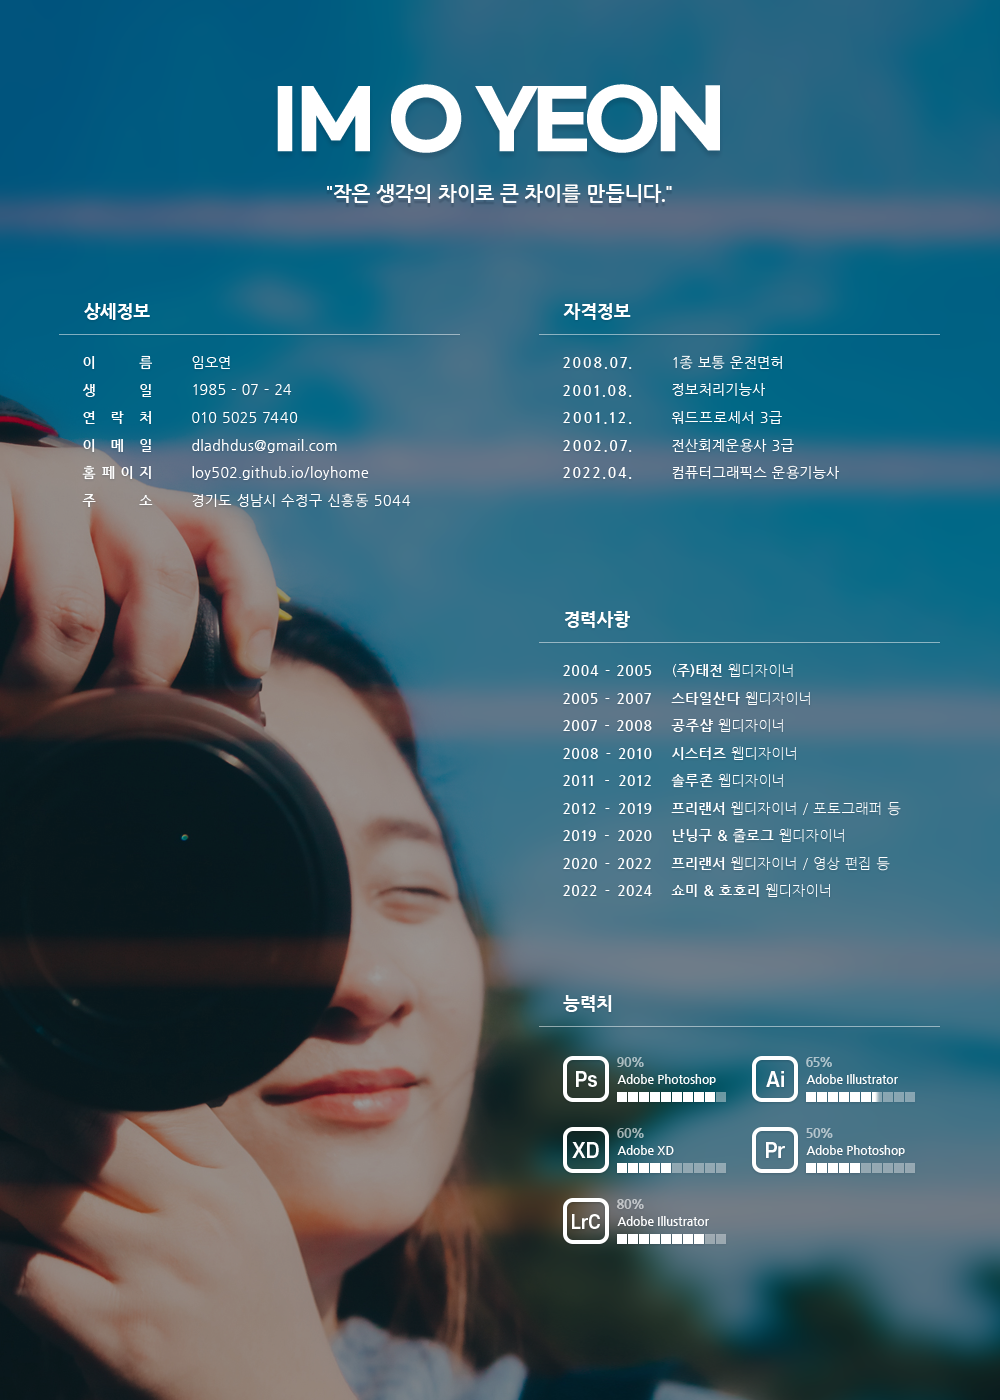 IM O YEON
"작은 생각의 차이로 큰 차이를 만듭니다."
상세정보
이 름 임오연
생 일 1985 - 07 - 24
연 락 처 010 5025 7440
이 메 일 dladhdus@gmail.com
홈 페 이 지 loy502.github.io/loyhome
주 소 경기도 성남시 수정구 신흥동 5044
자격정보
2008.07. 1종 보통 운전면허
2001.08. 정보처리기능사
2001.12. 워드프로세서 3급
2002.07. 전산회계운용사 3급
2022.04. 컴퓨터그래픽스 운용기능사
경력사항
2004 - 2005 (주)태전 웹디자이너
2005 - 2007 스타일산다 웹디자이너
2007 - 2008 공주샵 웹디자이너
2008 - 2010 시스터즈 웹디자이너
2011 - 2012 솔루존 웹디자이너
2012 - 2019 프리랜서 웹디자이너 / 포토그래퍼 등
2019 - 2020 난닝구 & 줄로그 웹디자이너
2020 - 2022 프리랜서 웹디자이너 / 영상 편집 등
2022 - 2024 쇼미 & 호호리 웹디자이너
능력치
Ps 90% Adobe Photoshop
Ai 65% Adobe Illustrator
XD 60% Adobe XD
Pr 50% Adobe Photoshop
LrC 80% Adobe Illustrator